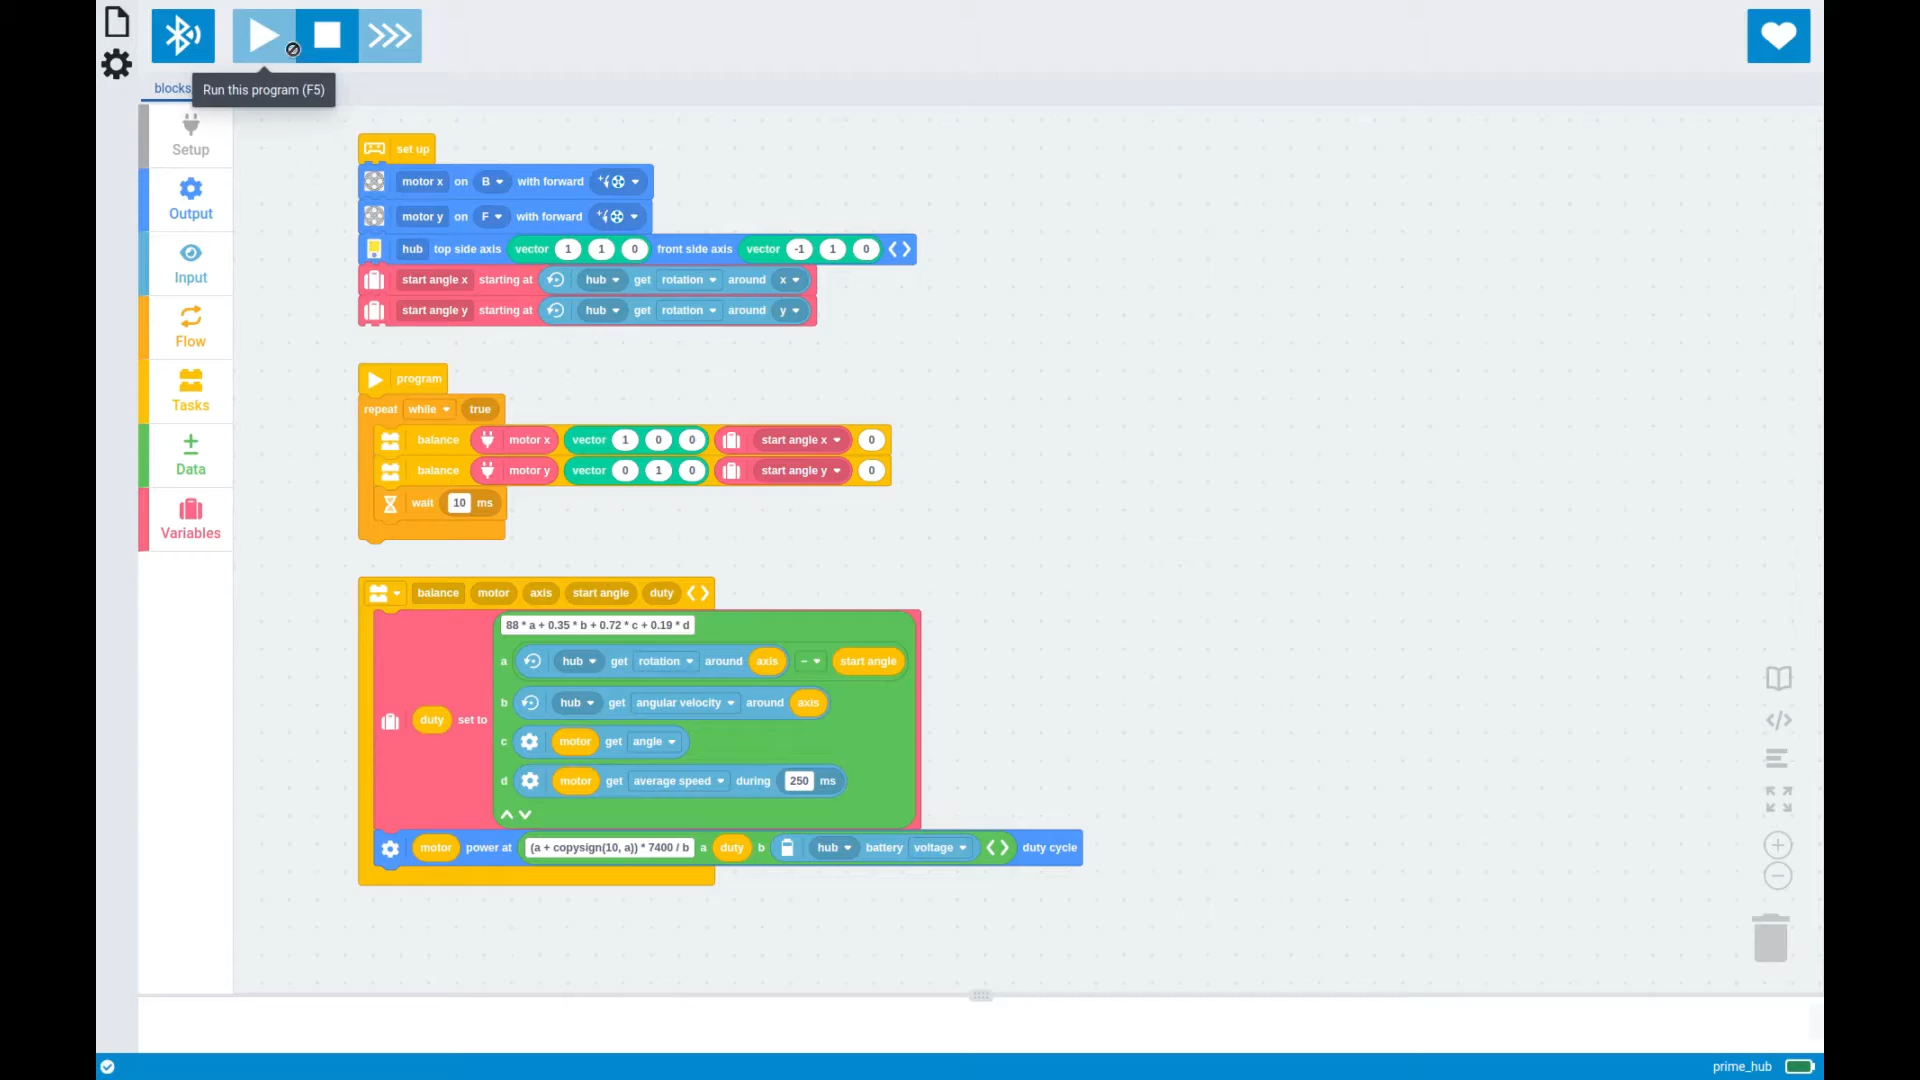 Run this program (F5)
blocks
Setup
Output
Input
Flow
Tasks
Data
Variables
set up
motor x on B with forward
motor y on F with forward
hub top side axis vector 1 1 0 front side axis vector -1 1 0
start angle x starting at hub get rotation around x
start angle y starting at hub get rotation around y
program
repeat while true
balance motor x vector 1 0 0 start angle x 0
balance motor y vector 0 1 0 start angle y 0
wait 10 ms
balance motor axis start angle duty
88 * a + 0.35 * b + 0.72 * c + 0.19 * d
a hub get rotation around axis - start angle
b hub get angular velocity around axis
duty set to
c motor get angle
d motor get average speed during 250 ms
motor power at (a + copysign(10, a)) * 7400 / b a duty b hub battery voltage duty cycle
prime_hub